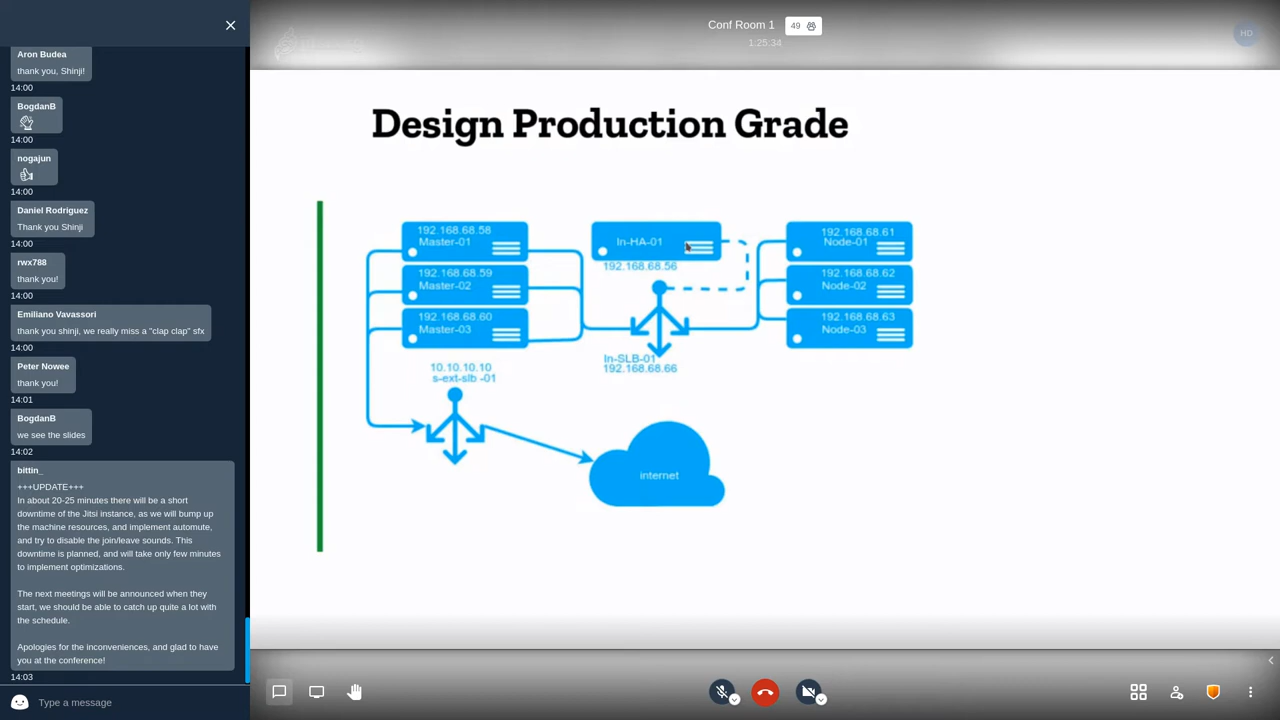 Aron Budea
thank you, Shinji!
14:00
BogdanB
14:00
nogajun
14:00
Daniel Rodriguez
Thank you Shinji
14:00
rwx788
thank you!
14:00
Emiliano Vavassori
thank you shinji, we really miss a "clap clap" sfx
14:00
Peter Nowee
thank you!
14:01
BogdanB
we see the slides
14:02
bittin_
+++UPDATE+++
In about 20-25 minutes there will be a short
downtime of the Jitsi instance, as we will bump up
the machine resources, and implement automute,
and try to disable the join/leave sounds. This
downtime is planned, and will take only few minutes
to implement optimizations.
The next meetings will be announced when they
start, we should be able to catch up quite a lot with
the schedule.
Apologies for the inconveniences, and glad to have
you at the conference!
14:03
Type a message
Conf Room 1
49
1:25:34
HD
Design Production Grade
192.168.68.58
Master-01
192.168.68.59
Master-02
192.168.68.60
Master-03
In-HA-01
192.168.68.56
In-SLB-01
192.168.68.66
192.168.68.61
Node-01
192.168.68.62
Node-02
192.168.68.63
Node-03
10.10.10.10
s-ext-slb -01
internet